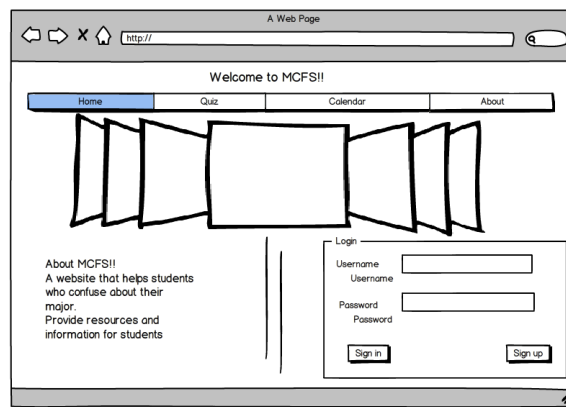 A Web Page
http://
Welcome to MCFS!!
Home Quiz Calendar About
About MCFS!!
A website that helps students
who confuse about their
major.
Provide resources and
information for students
Login
Username
Username
Password
Password
Sign in Sign up